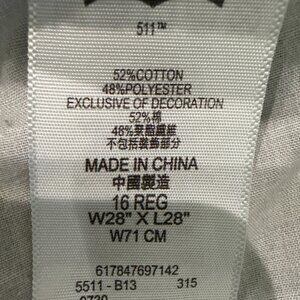 511™
52%COTTON
48%POLYESTER
EXCLUSIVE OF DECORATION
52%棉
48%聚酯纖維
不包括裝飾部分
MADE IN CHINA
中國製造
16 REG
W28" X L28"
W71 CM
617847697142
5511 - B13 315
0730